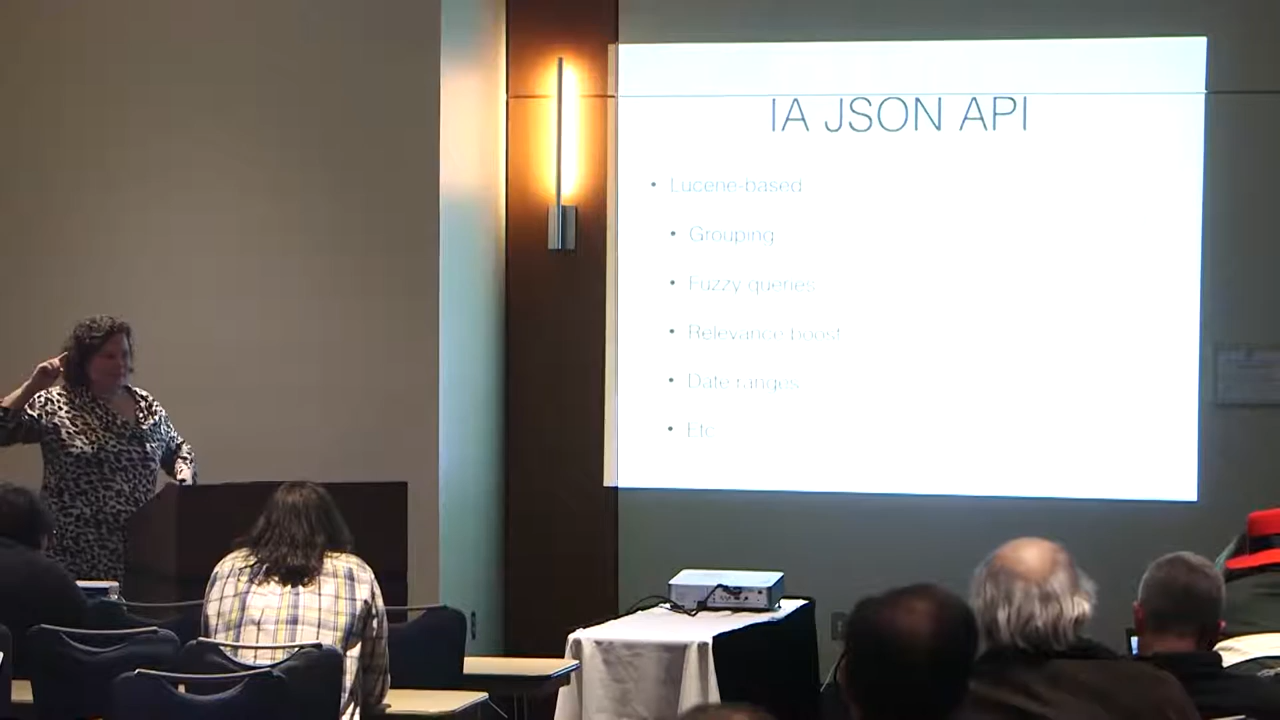 IA JSON API
• Lucene-based
• Grouping
• Fuzzy queries
• Relevance boost
• Date ranges
• Etc